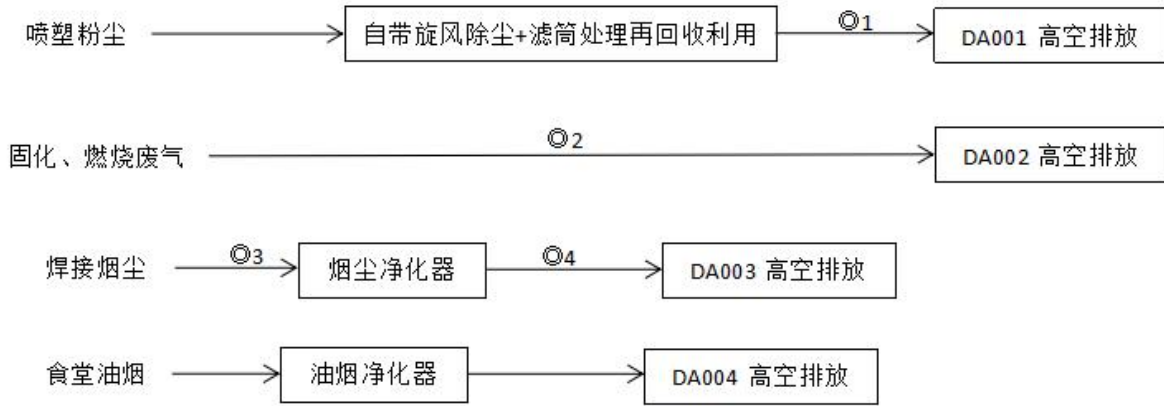 喷塑粉尘 自带旋风除尘+滤筒处理再回收利用 ◎1 DA001 高空排放
固化、燃烧废气 ◎2 DA002 高空排放
焊接烟尘 ◎3 烟尘净化器 ◎4 DA003 高空排放
食堂油烟 油烟净化器 DA004 高空排放